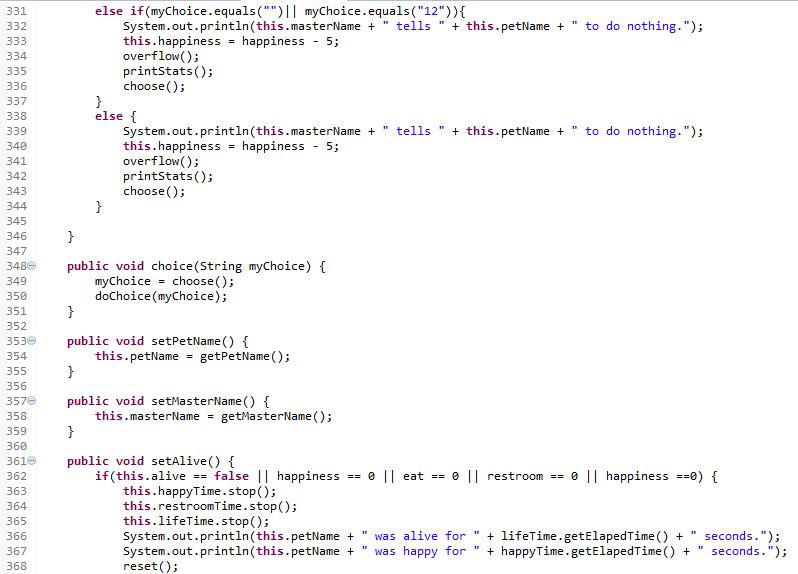 331 else if(myChoice.equals("")|| myChoice.equals("12")){
332 System.out.println(this.masterName + " tells " + this.petName + " to do nothing.");
333 this.happiness = happiness - 5;
334 overflow();
335 printStats();
336 choose();
337 }
338 else {
339 System.out.println(this.masterName + " tells " + this.petName + " to do nothing.");
340 this.happiness = happiness - 5;
341 overflow();
342 printStats();
343 choose();
344 }
345
346 }
347
348 public void choice(String myChoice) {
349 myChoice = choose();
350 doChoice(myChoice);
351 }
352
353 public void setPetName() {
354 this.petName = getPetName();
355 }
356
357 public void setMasterName() {
358 this.masterName = getMasterName();
359 }
360
361 public void setAlive() {
362 if(this.alive == false || happiness == 0 || eat == 0 || restroom == 0 || happiness ==0) {
363 this.happyTime.stop();
364 this.restroomTime.stop();
365 this.lifeTime.stop();
366 System.out.println(this.petName + " was alive for " + lifeTime.getElapedTime() + " seconds.");
367 System.out.println(this.petName + " was happy for " + happyTime.getElapedTime() + " seconds.");
368 reset();